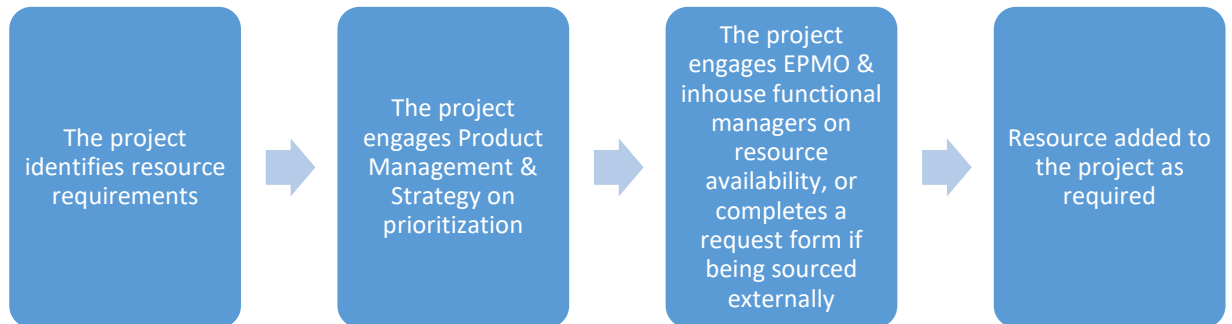 The project
identifies resource
requirements
The project
engages Product
Management &
Strategy on
prioritization
The project
engages EPMO &
inhouse functional
managers on
resource
availability, or
completes a
request form if
being sourced
externally
Resource added to
the project as
required